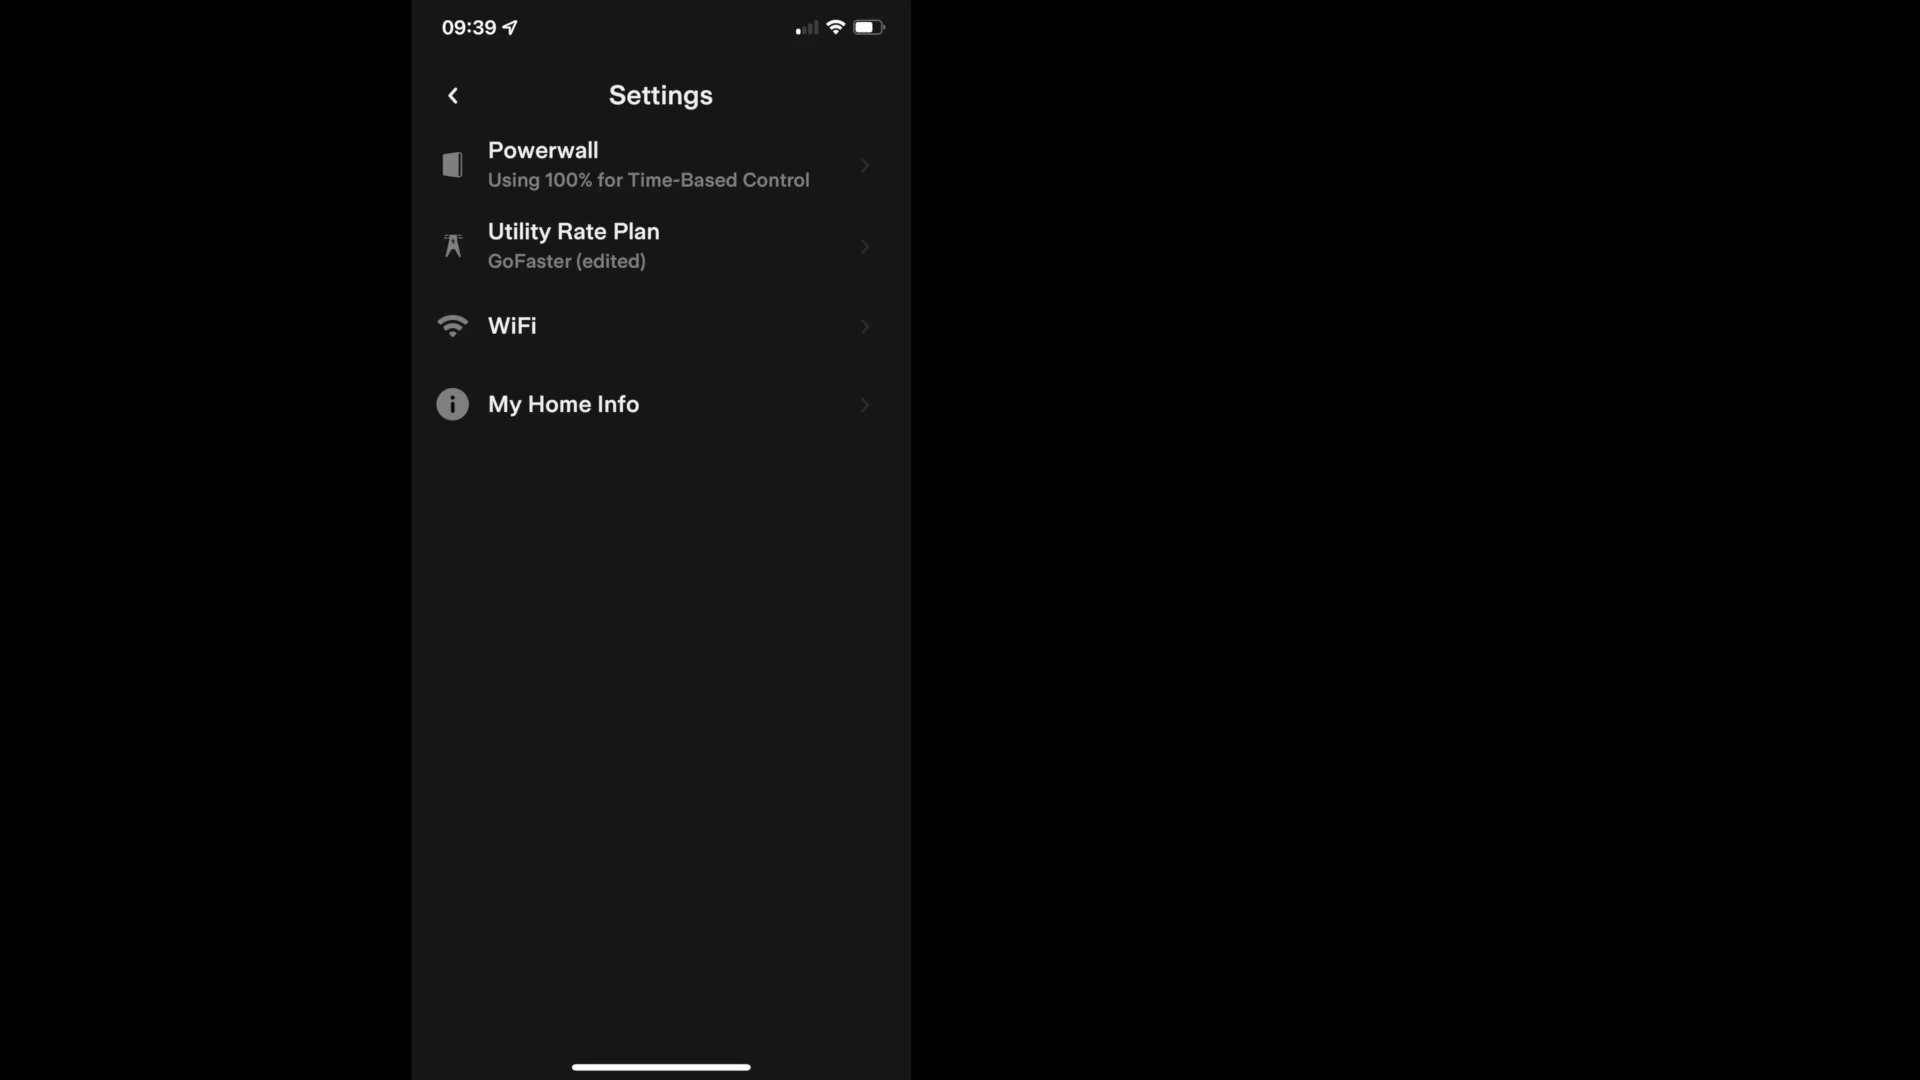 09:39
Settings
Powerwall
Using 100% for Time-Based Control
Utility Rate Plan
GoFaster (edited)
WiFi
My Home Info